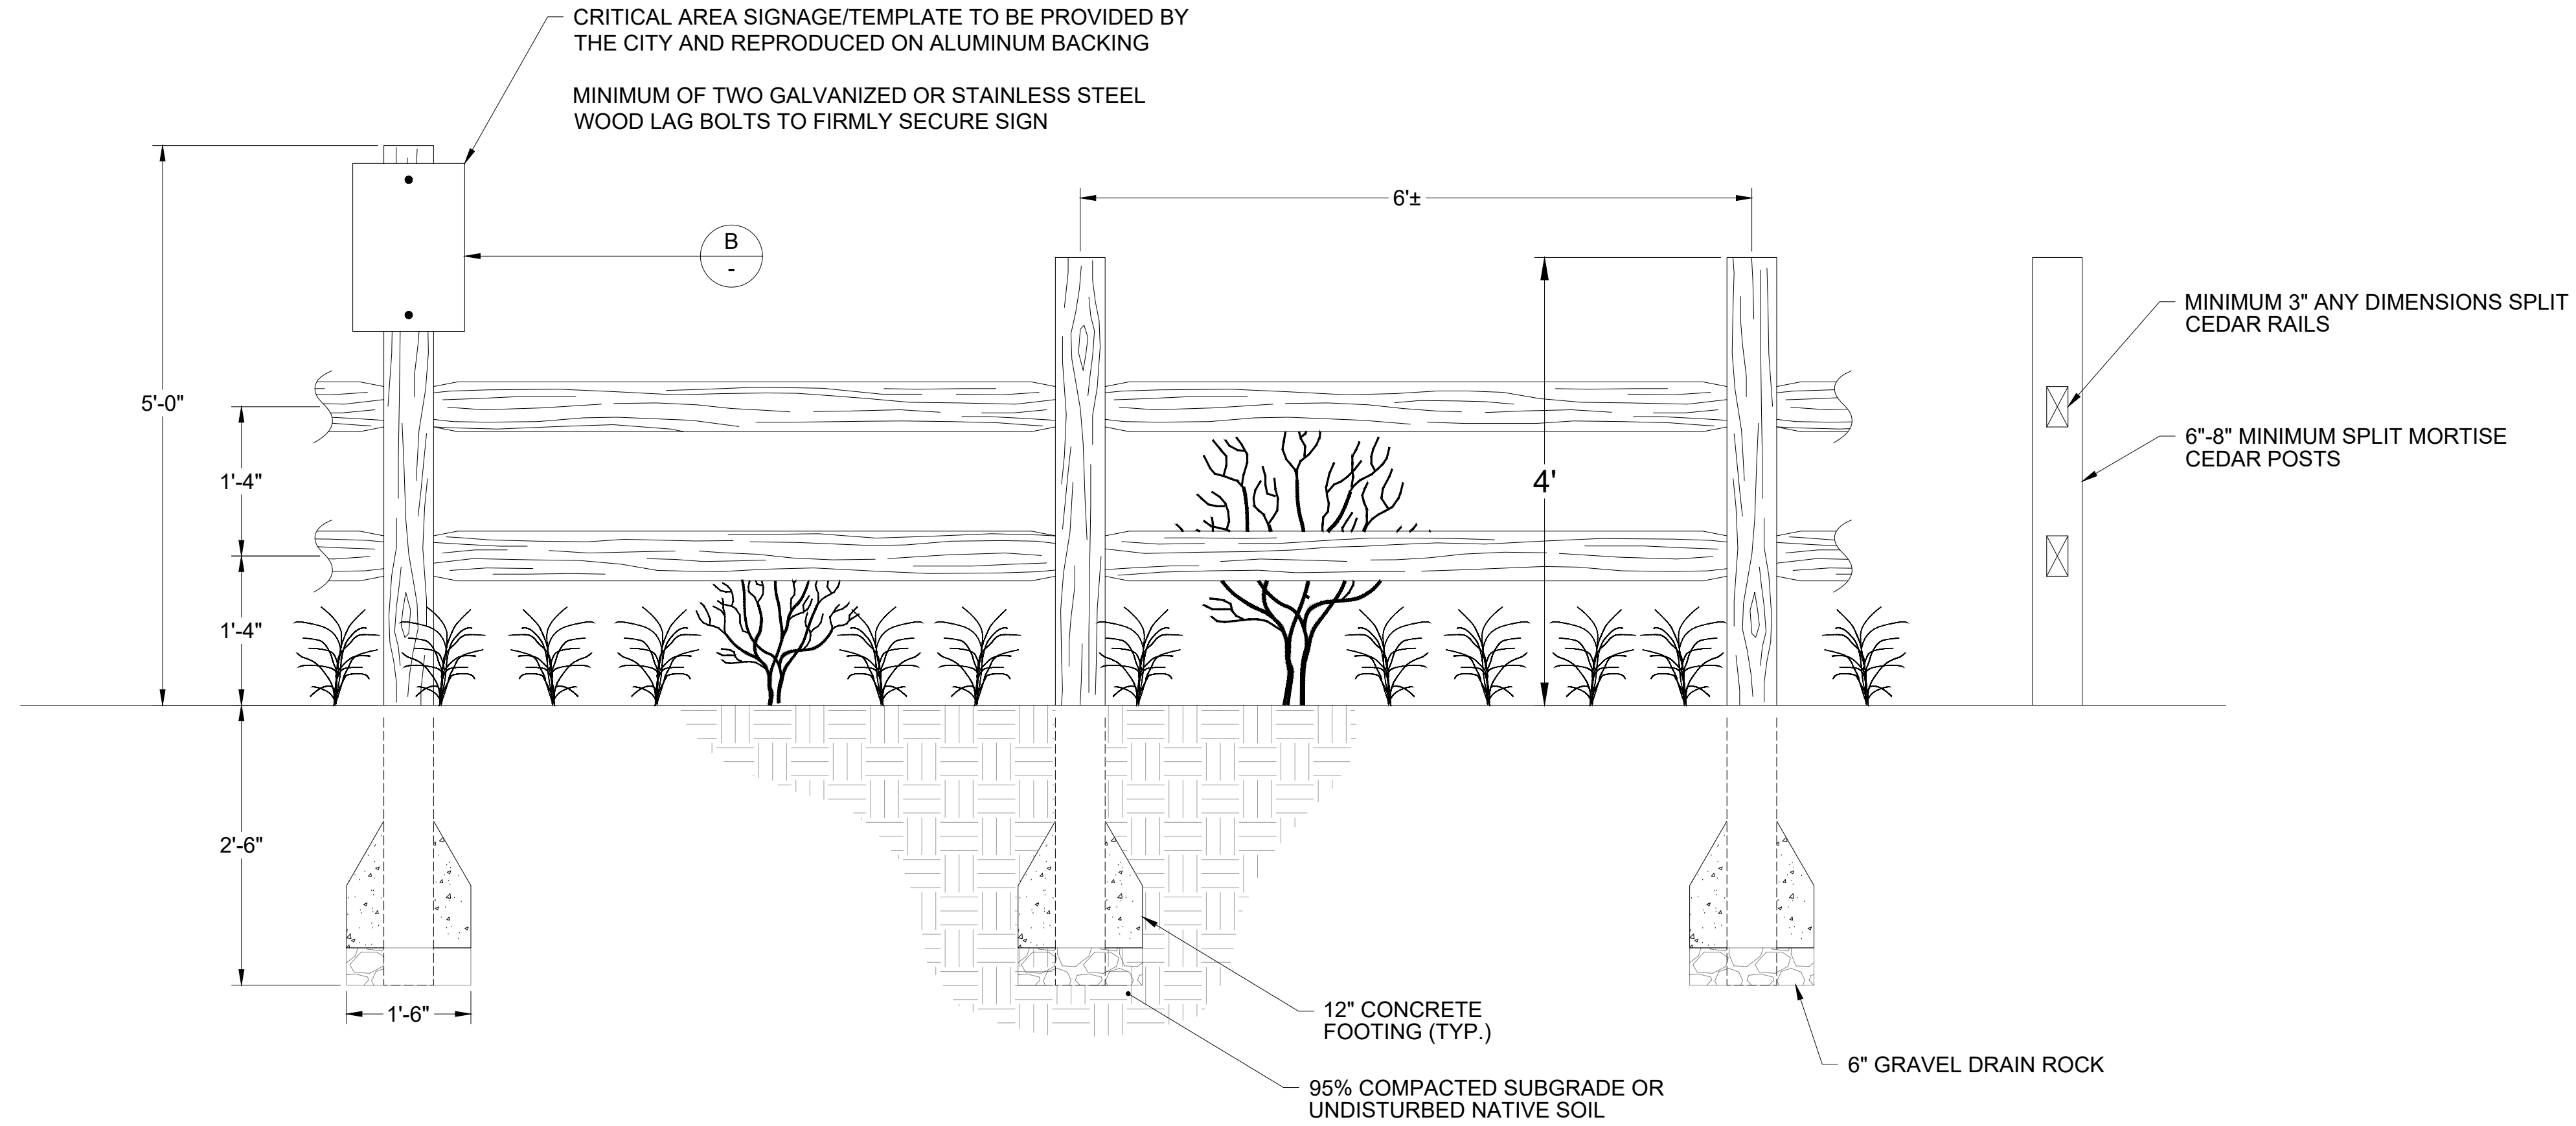 CRITICAL AREA SIGNAGE/TEMPLATE TO BE PROVIDED BY
THE CITY AND REPRODUCED ON ALUMINUM BACKING
MINIMUM OF TWO GALVANIZED OR STAINLESS STEEL
WOOD LAG BOLTS TO FIRMLY SECURE SIGN
6'±
B
-
MINIMUM 3" ANY DIMENSIONS SPLIT
CEDAR RAILS
5'-0"
6"-8" MINIMUM SPLIT MORTISE
CEDAR POSTS
1'-4"
4'
1'-4"
2'-6"
1'-6"
12" CONCRETE
FOOTING (TYP.)
6" GRAVEL DRAIN ROCK
95% COMPACTED SUBGRADE OR
UNDISTURBED NATIVE SOIL